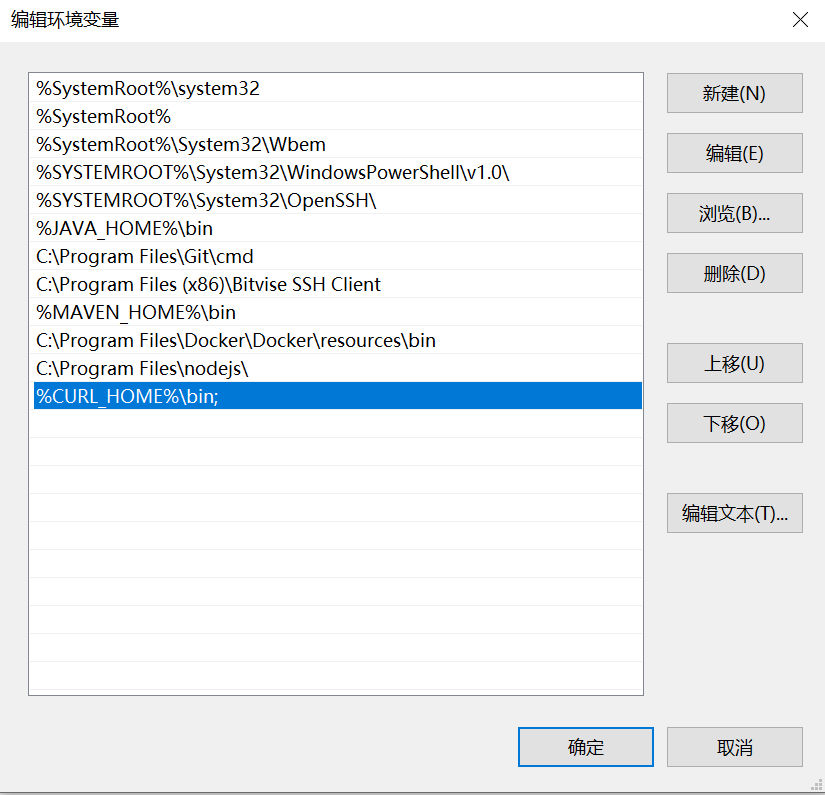 编辑环境变量
%SystemRoot%\system32
新建(N)
%SystemRoot%
%SystemRoot%\System32\Wbem
编辑(E)
%SYSTEMROOT%\System32\WindowsPowerShell\v1.0\
%SYSTEMROOT%\System32\OpenSSH\
浏览(B)...
%JAVA_HOME%\bin
C:\Program Files\Git\cmd
删除(D)
C:\Program Files (x86)\Bitvise SSH Client
%MAVEN_HOME%\bin
C:\Program Files\Docker\Docker\resources\bin
上移(U)
C:\Program Files\nodejs\
%CURL_HOME%\bin;
下移(O)
编辑文本(T)...
确定
取消